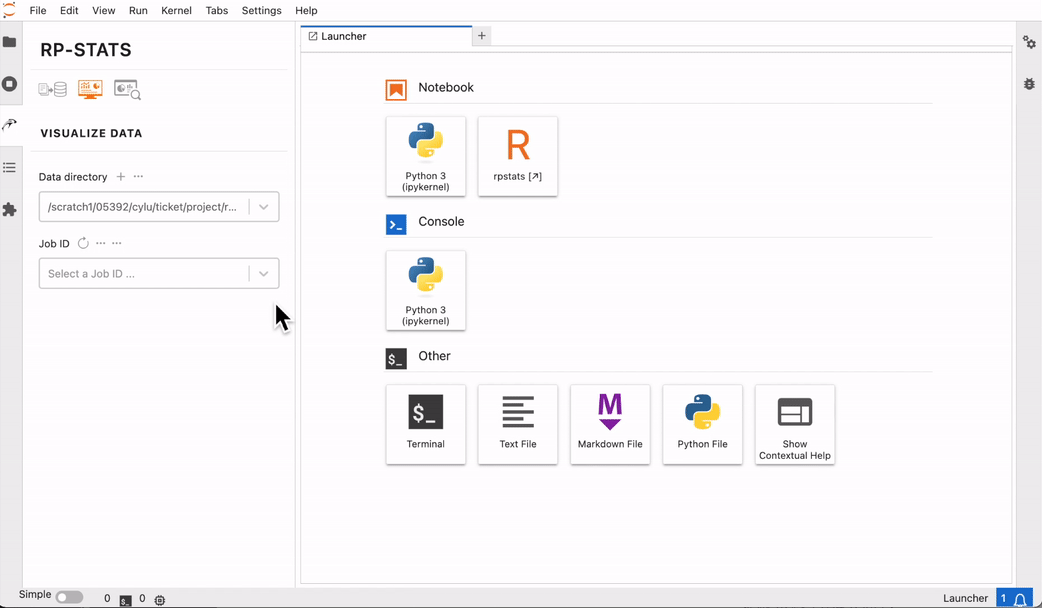 File Edit View Run Kernel Tabs Settings Help
RP-STATS
VISUALIZE DATA
Data directory + ...
/scratch1/05392/cylu/ticket/project/r...
Job ID ... ...
Select a Job ID ...
Launcher +
Notebook
Python 3
(ipykernel)
R
rpstats [↗]
>_ Console
Python 3
(ipykernel)
$_ Other
$_
Terminal
Text File
M
Markdown File
Python File
Show
Contextual Help
Simple 0 $_ 0
Launcher 1